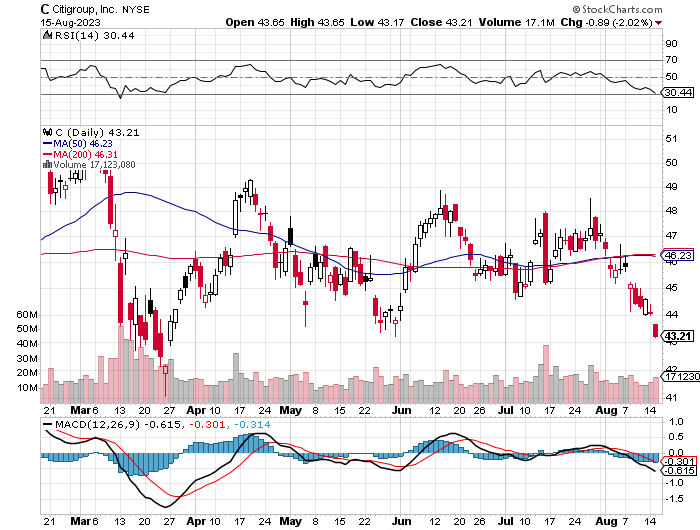 C Citigroup, Inc. NYSE © StockCharts.com
15-Aug-2023 Open 43.65 High 43.65 Low 43.17 Close 43.21 Volume 17.1M Chg -0.89 (-2.02%)
RSI(14) 30.44
90
70
50
30.44
10
C (Daily) 43.21
MA(50) 46.23
MA(200) 46.31
Volume 17,123,080
51
50
49
48
47
46.23
46
45
44
43.21
43
42
41
60M
50M
40M
30M
20M
10M
17123080
21 Mar 6 13 20 27 Apr 10 17 24 May 8 15 22 Jun 12 20 26 Jul 10 17 24 Aug 7 14
MACD(12,26,9) -0.615, -0.301, -0.314
1.0
0.5
0.0
-0.301
-0.615
-1.0
-1.5
21 Mar 6 13 20 27 Apr 10 17 24 May 8 15 22 Jun 12 20 26 Jul 10 17 24 Aug 7 14